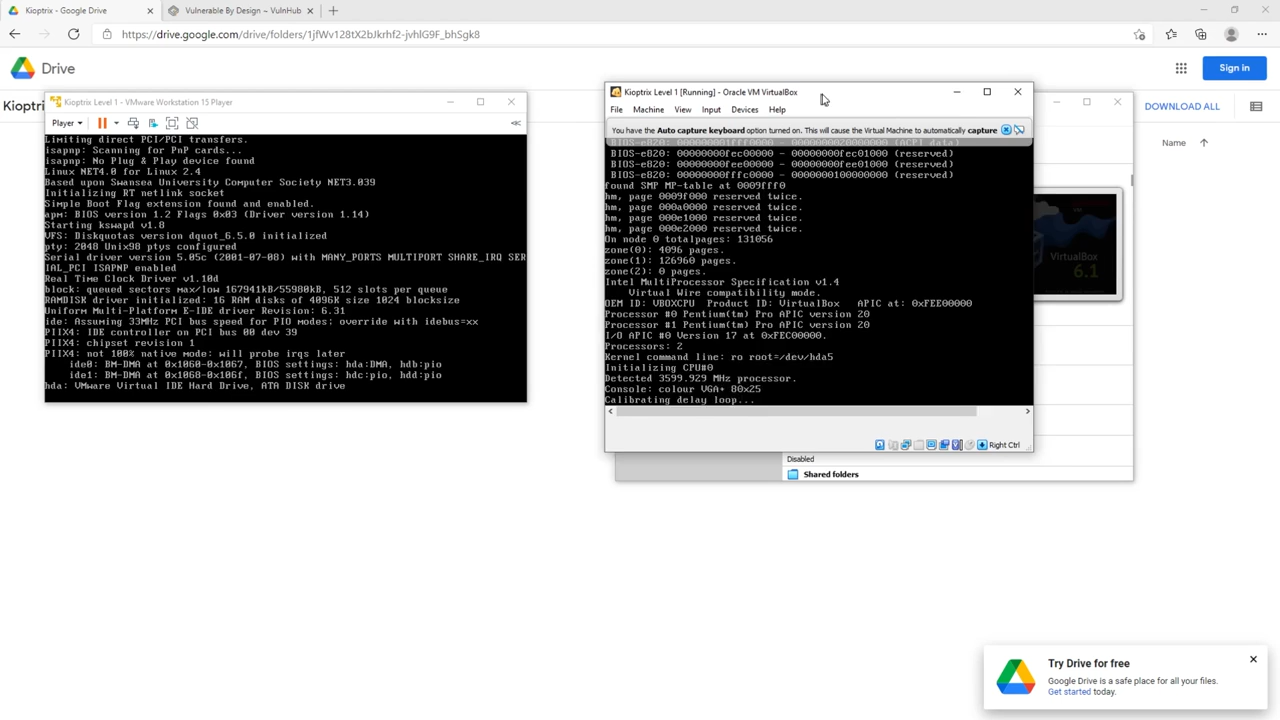 Kioptrix - Google Drive
Vulnerable By Design ~ VulnHub
https://drive.google.com/drive/folders/1jfWv128tX2bJkrhf2-jvhlG9F_bhSgk8
Drive
Sign in
Kioptrix
DOWNLOAD ALL
Name
Kioptrix Level 1 - VMware Workstation 15 Player
Player
Limiting direct PCI/PCI transfers.
isapnp: Scanning for PnP cards...
isapnp: No Plug & Play device found
Linux NET4.0 for Linux 2.4
Based upon Swansea University Computer Society NET3.039
Initializing RT netlink socket
Simple Boot Flag extension found and enabled.
apm: BIOS version 1.2 Flags 0x03 (Driver version 1.14)
Starting kswapd v1.8
VFS: Diskquotas version dquot_6.5.0 initialized
pty: 2048 Unix98 ptys configured
Serial driver version 5.05c (2001-07-08) with MANY_PORTS MULTIPORT SHARE_IRQ SER
IAL_PCI ISAPNP enabled
Real Time Clock Driver v1.10d
block: queued sectors max/low 167941kB/55980kB, 512 slots per queue
RAMDISK driver initialized: 16 RAM disks of 4096K size 1024 blocksize
Uniform Multi-Platform E-IDE driver Revision: 6.31
ide: Assuming 33MHz PCI bus speed for PIO modes: override with idebus=xx
PIIX4: IDE controller on PCI bus 00 dev 39
PIIX4: chipset revision 1
PIIX4: not 100% native mode: will probe irqs later
ide0: BM-DMA at 0x1060-0x1067, BIOS settings: hda:DMA, hdb:pio
ide1: BM-DMA at 0x1068-0x106f, BIOS settings: hdc:pio, hdd:pio
hda: VMware Virtual IDE Hard Drive, ATA DISK drive
Kioptrix Level 1 [Running] - Oracle VM VirtualBox
File Machine View Input Devices Help
You have the Auto capture keyboard option turned on. This will cause the Virtual Machine to automatically capture
BIOS-e820: 000000001fff0000 - 0000000020000000 (ACPI data)
BIOS-e820: 00000000fec00000 - 00000000fec01000 (reserved)
BIOS-e820: 00000000fee00000 - 00000000fee01000 (reserved)
BIOS-e820: 00000000fffc0000 - 0000000100000000 (reserved)
found SMP MP-table at 0009fff0
hm, page 0009f000 reserved twice.
hm, page 000a0000 reserved twice.
hm, page 000e1000 reserved twice.
hm, page 000e2000 reserved twice.
On node 0 totalpages: 131056
zone(0): 4096 pages.
zone(1): 126960 pages.
zone(2): 0 pages.
Intel MultiProcessor Specification v1.4
Virtual Wire compatibility mode.
OEM ID: VBOXCPU Product ID: VirtualBox APIC at: 0xFEE00000
Processor #0 Pentium(tm) Pro APIC version 20
Processor #1 Pentium(tm) Pro APIC version 20
I/O APIC #0 Version 17 at 0xFEC00000.
Processors: 2
Kernel command line: ro root=/dev/hda5
Initializing CPU#0
Detected 3599.929 MHz processor.
Console: colour VGA+ 80x25
Calibrating delay loop...
Right Ctrl
VirtualBox
6.1
Disabled
Shared folders
Try Drive for free
Google Drive is a safe place for all your files.
Get started today.